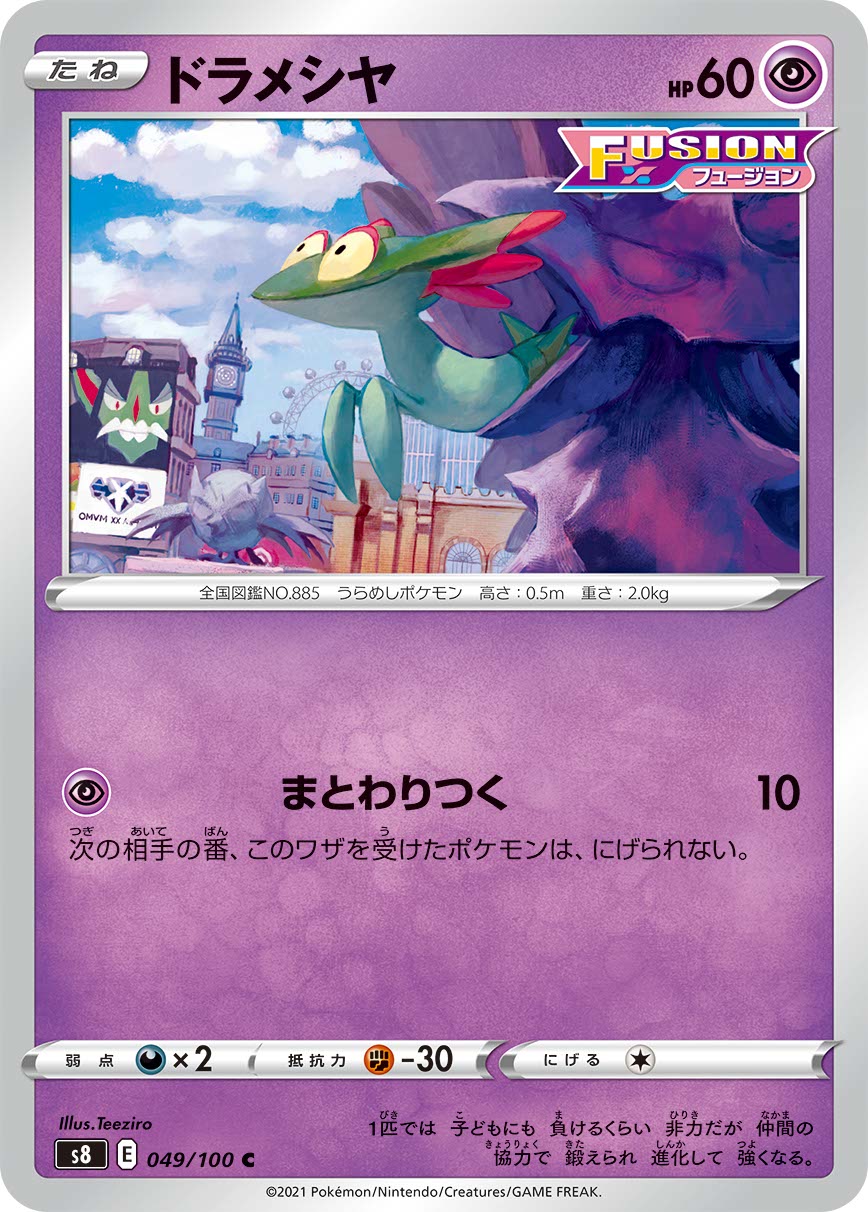 たね ドラメシヤ HP60
FUSION
フュージョン
全国図鑑NO.885 うらめしポケモン 高さ:0.5m 重さ:2.0kg
まとわりつく 10
次の相手の番、このワザを受けたポケモンは、にげられない。
弱点 ×2 抵抗力 -30 にげる
Illus.Teeziro
1匹では 子どもにも 負けるくらい 非力だが 仲間の
協力で 鍛えられ 進化して 強くなる。
s8 E 049/100 C
©2021 Pokémon/Nintendo/Creatures/GAME FREAK.